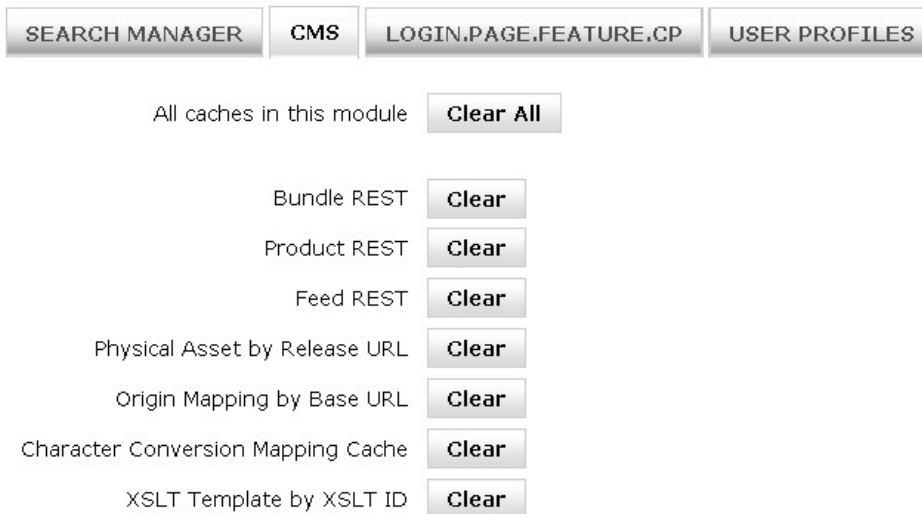 SEARCH MANAGER CMS LOGIN.PAGE.FEATURE.CP USER PROFILES
All caches in this module Clear All
Bundle REST Clear
Product REST Clear
Feed REST Clear
Physical Asset by Release URL Clear
Origin Mapping by Base URL Clear
Character Conversion Mapping Cache Clear
XSLT Template by XSLT ID Clear